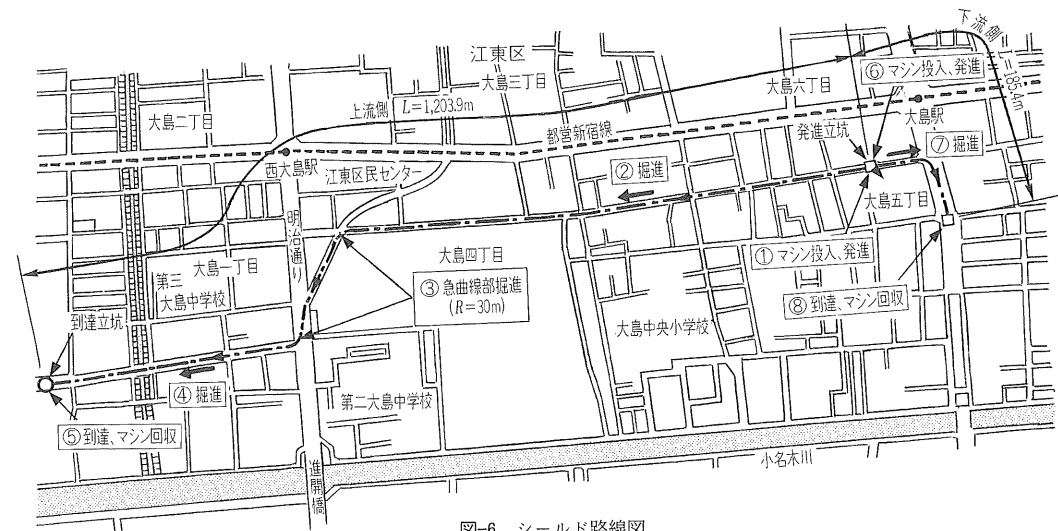 下流側 L=185.4m
江東区
⑥マシン投入、発進
大島三丁目
大島六丁目
大島二丁目
上流側 L=1,203.9m
都営新宿線
大島駅
発進立坑
⑦掘進
西大島駅
江東区民センター
②掘進
大島五丁目
明治通り
大島一丁目
大島四丁目
①マシン投入、発進
第三
大島中学校
③急曲線部掘進
(R=30m)
⑧到達、マシン回収
到達立坑
大島中央小学校
④掘進
第二大島中学校
⑤到達、マシン回収
小名木川
進開橋
図-6 シールド路線図